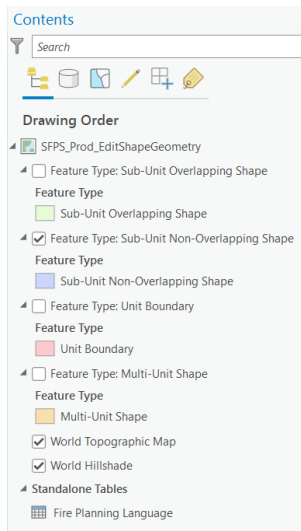 Contents
Search
Drawing Order
SFPS_Prod_EditShapeGeometry
Feature Type: Sub-Unit Overlapping Shape
Feature Type
Sub-Unit Overlapping Shape
Feature Type: Sub-Unit Non-Overlapping Shape
Feature Type
Sub-Unit Non-Overlapping Shape
Feature Type: Unit Boundary
Feature Type
Unit Boundary
Feature Type: Multi-Unit Shape
Feature Type
Multi-Unit Shape
World Topographic Map
World Hillshade
Standalone Tables
Fire Planning Language